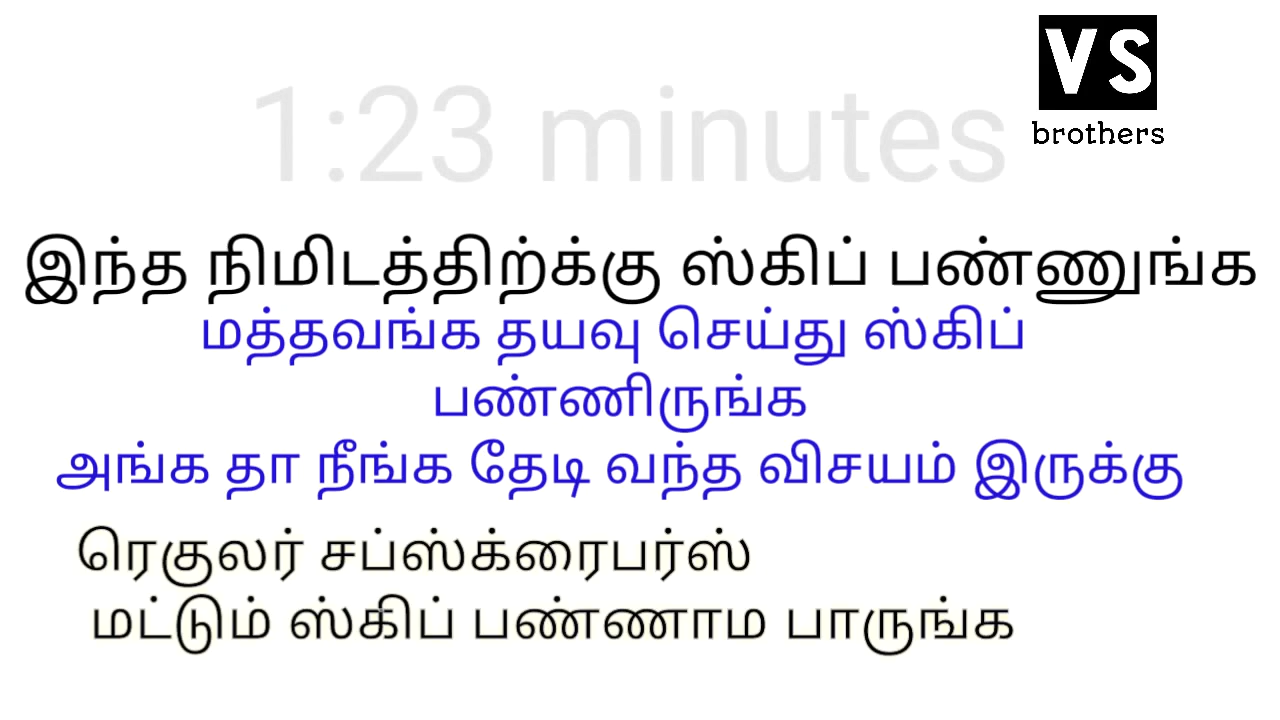 VS
brothers
1:23 minutes
இந்த நிமிடத்திற்க்கு ஸ்கிப் பண்ணுங்க
மத்தவங்க தயவு செய்து ஸ்கிப்
பண்ணிருங்க
அங்க தா நீங்க தேடி வந்த விசயம் இருக்கு
ரெகுலர் சப்ஸ்க்ரைபர்ஸ்
மட்டும் ஸ்கிப் பண்ணாம பாருங்க